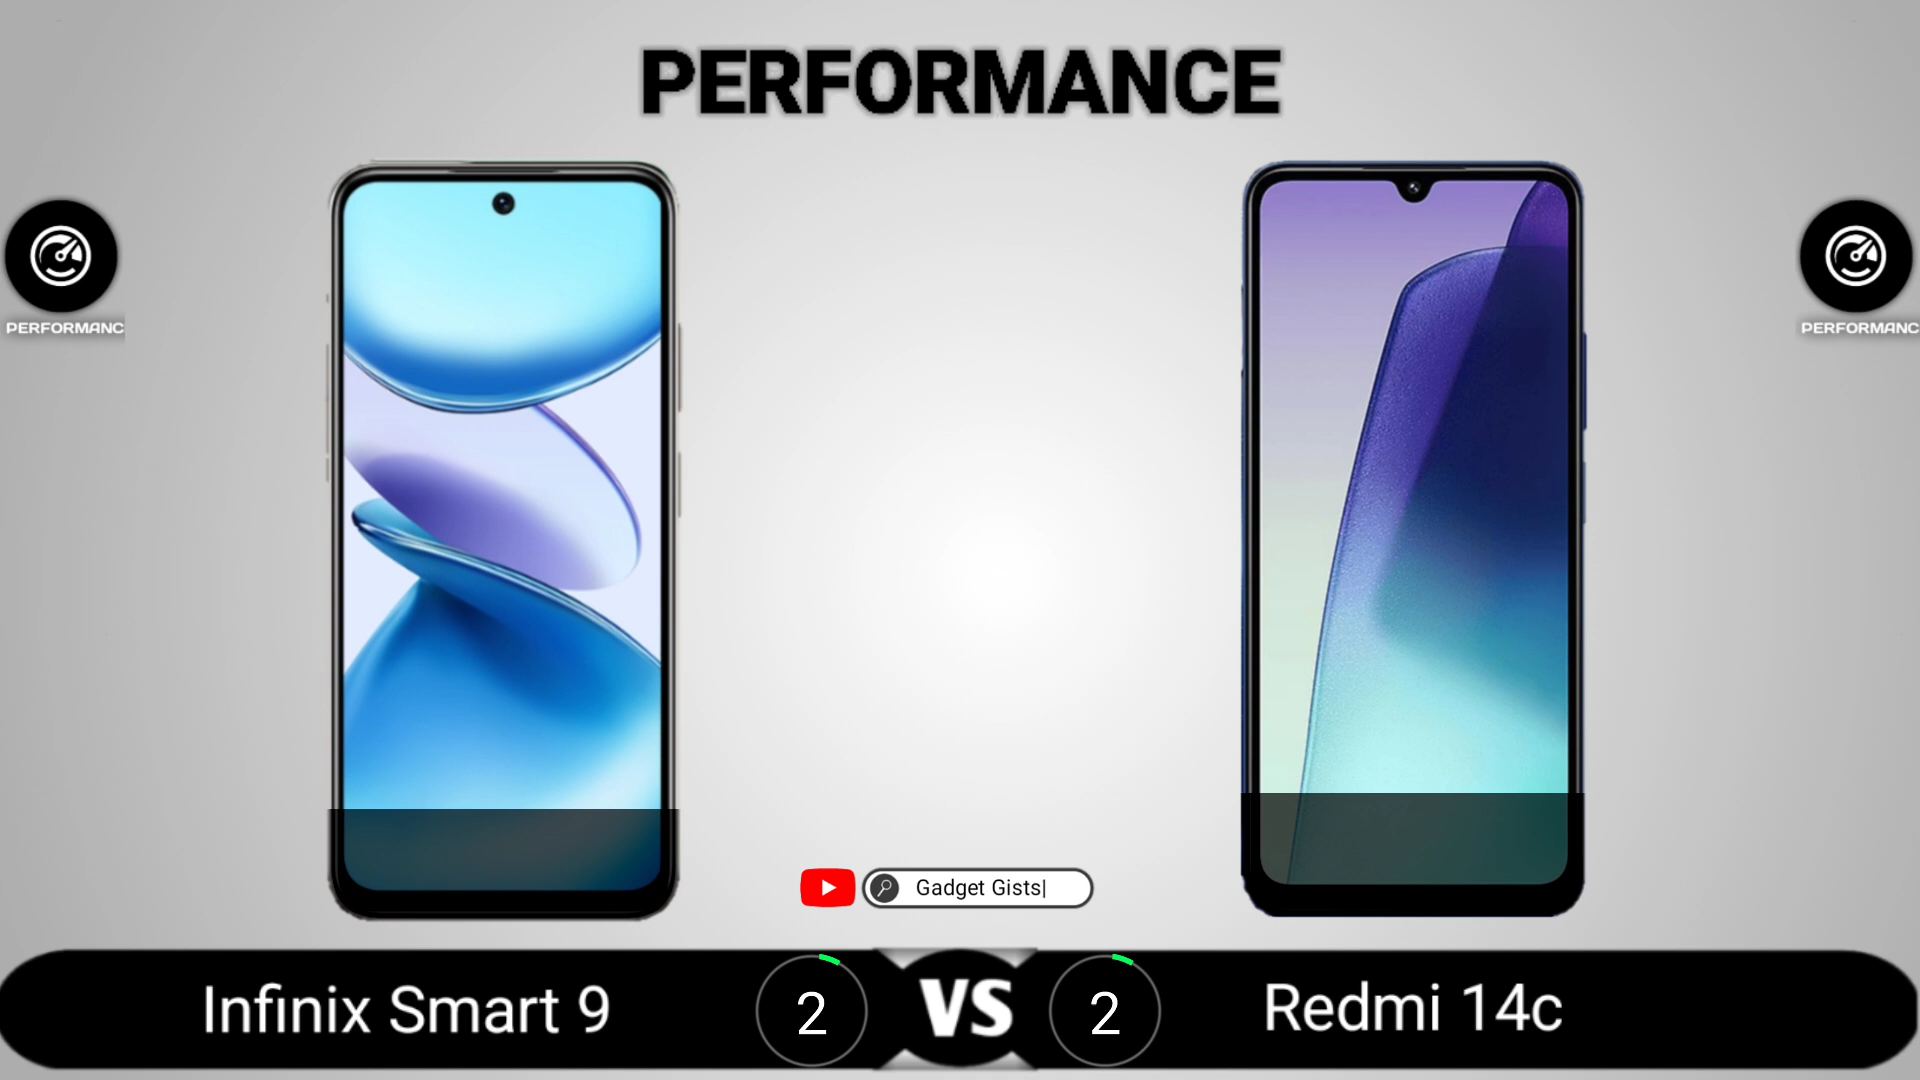 PERFORMANCE
PERFORMANC
PERFORMANC
Gadget Gists|
Infinix Smart 9
2
VS
2
Redmi 14c